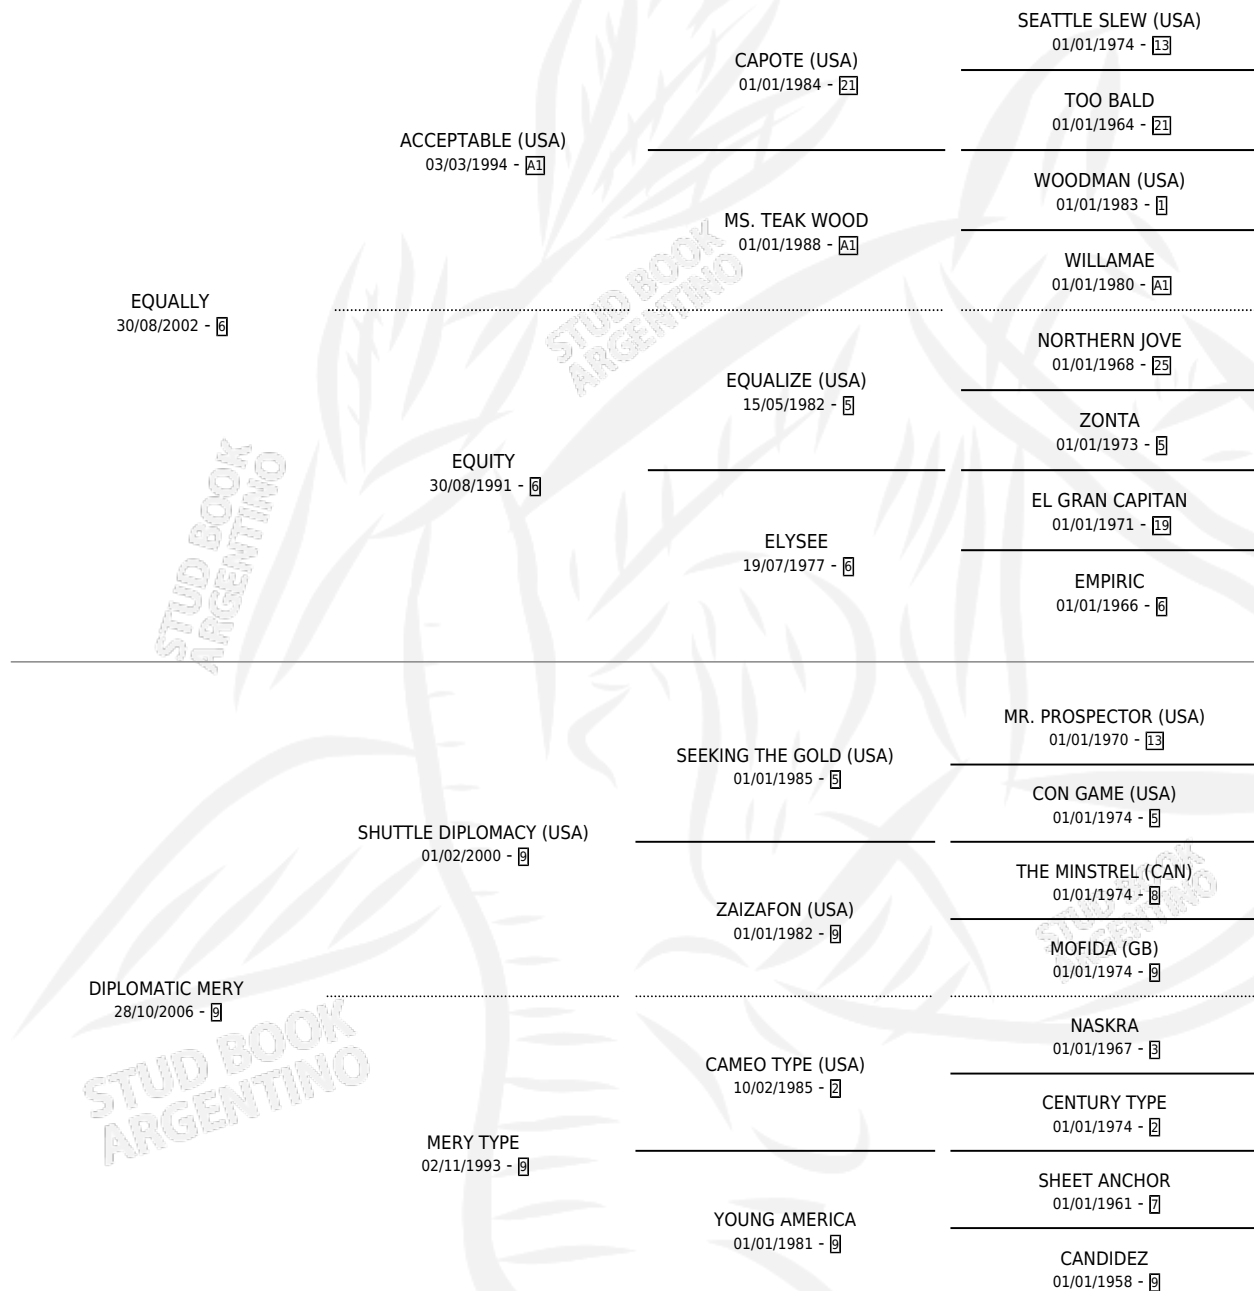 SEATTLE SLEW (USA)
01/01/1974 - 13
CAPOTE (USA)
01/01/1984 - 21
TOO BALD
01/01/1964 - 21
ACCEPTABLE (USA)
03/03/1994 - A1
WOODMAN (USA)
01/01/1983 - 1
MS. TEAK WOOD
01/01/1988 - A1
WILLAMAE
01/01/1980 - A1
EQUALLY
30/08/2002 - 6
STUD BOOK
ARGENTINO
NORTHERN JOVE
01/01/1968 - 25
EQUALIZE (USA)
15/05/1982 - 5
ZONTA
01/01/1973 - 5
EQUITY
30/08/1991 - 6
EL GRAN CAPITAN
01/01/1971 - 19
ELYSEE
19/07/1977 - 6
EMPIRIC
01/01/1966 - 6
STUD BOOK
ARGENTINO
MR. PROSPECTOR (USA)
01/01/1970 - 13
SEEKING THE GOLD (USA)
01/01/1985 - 5
CON GAME (USA)
01/01/1974 - 5
SHUTTLE DIPLOMACY (USA)
01/02/2000 - 9
THE MINSTREL (CAN)
01/01/1974 - 8
ZAIZAFON (USA)
01/01/1982 - 9
STUD BOOK
ARGENTINO
MOFIDA (GB)
01/01/1974 - 9
DIPLOMATIC MERY
28/10/2006 - 9
STUD BOOK
ARGENTINO
NASKRA
01/01/1967 - 3
CAMEO TYPE (USA)
10/02/1985 - 2
CENTURY TYPE
01/01/1974 - 2
MERY TYPE
02/11/1993 - 9
SHEET ANCHOR
01/01/1961 - 7
YOUNG AMERICA
01/01/1981 - 9
CANDIDEZ
01/01/1958 - 9